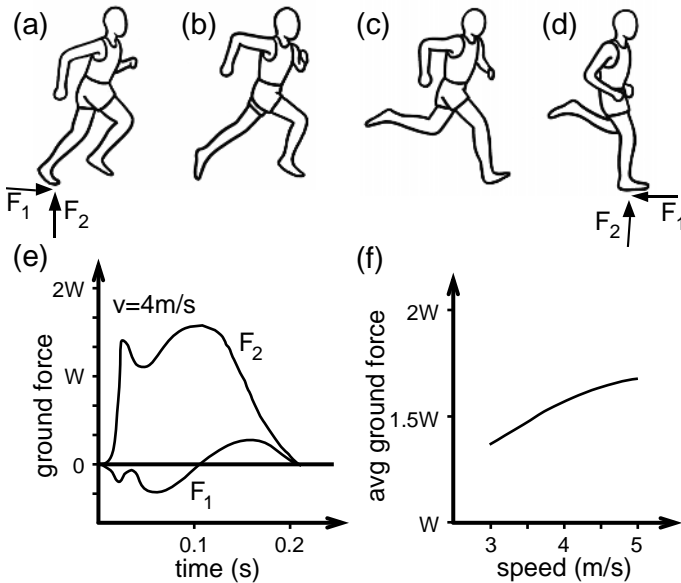 (a) (b) (c) (d)
F1 F2 F2 F1
(e) (f)
2W
W
0
ground force
v=4m/s
F2
F1
0.1 0.2
time (s)
2W
1.5W
W
avg ground force
3 4 5
speed (m/s)